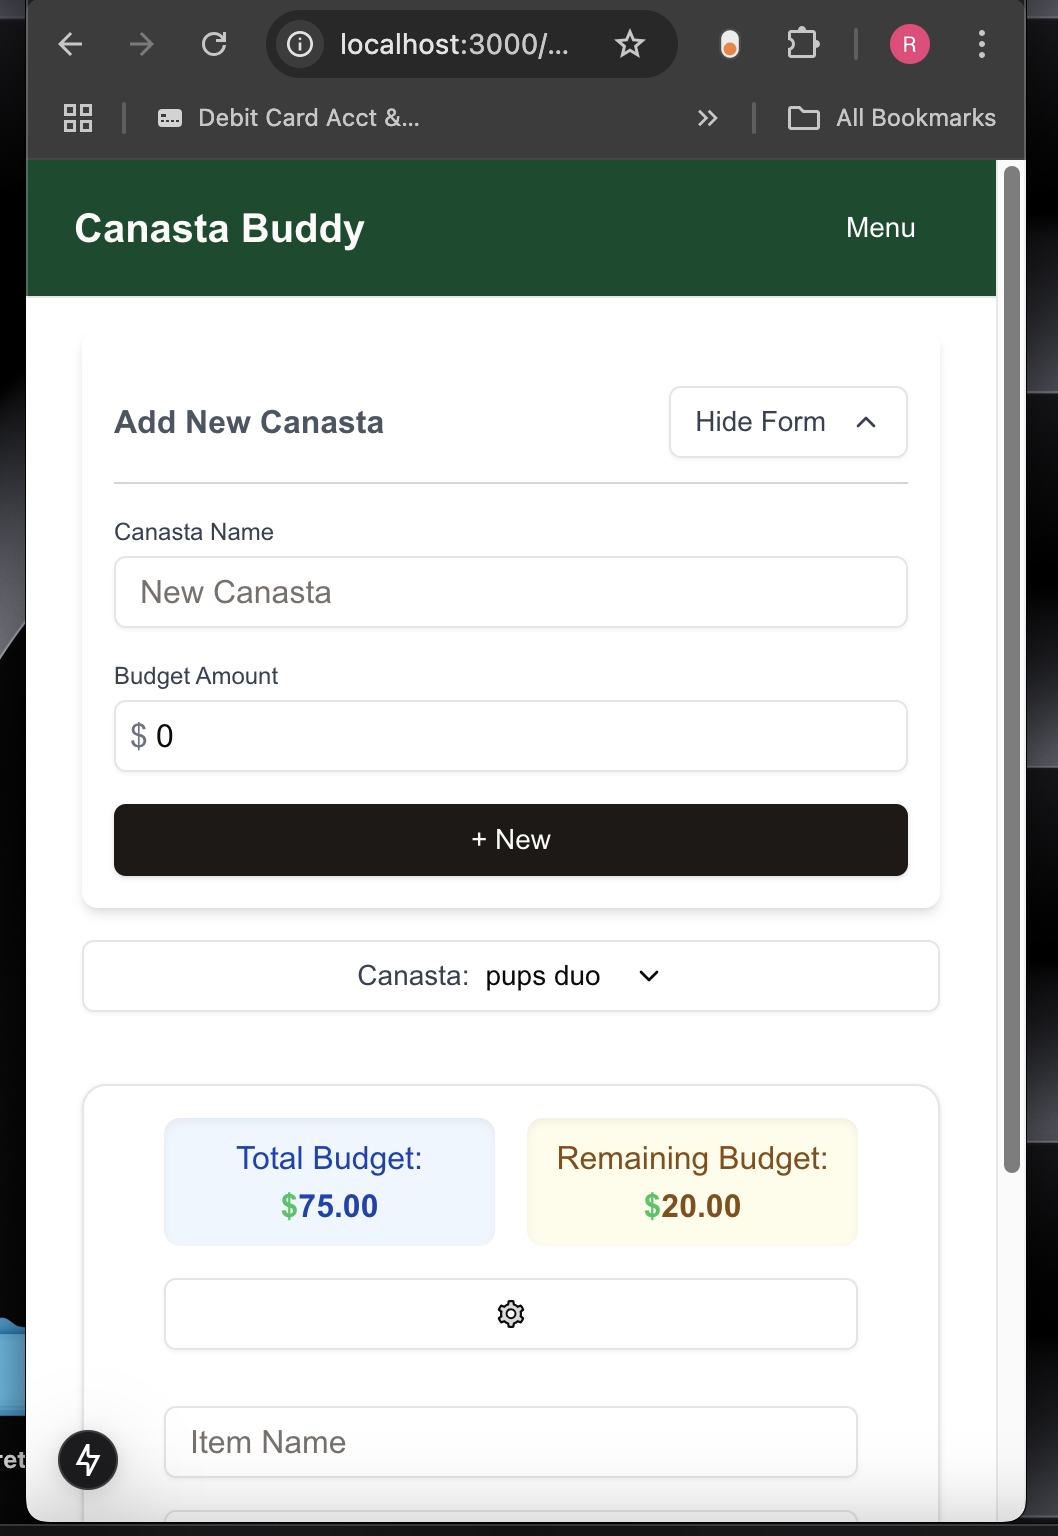 localhost:3000/...
R
Debit Card Acct &...
All Bookmarks
Canasta Buddy
Menu
Add New Canasta
Hide Form
Canasta Name
New Canasta
Budget Amount
$ 0
+ New
Canasta: pups duo
Total Budget:
$75.00
Remaining Budget:
$20.00
Item Name
ret